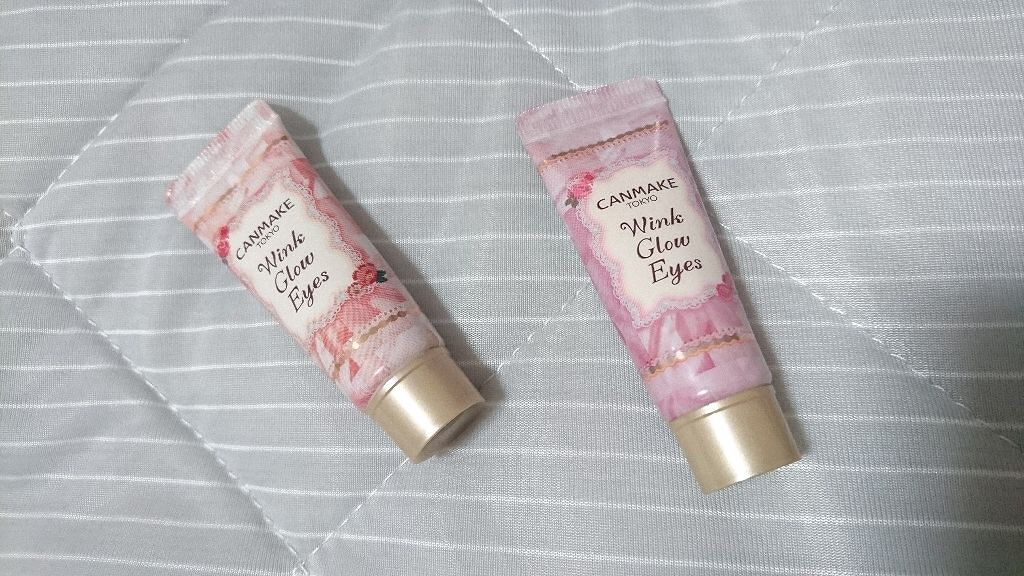 CANMAKE
TOKYO
Wink
Glow
Eyes
CANMAKE
TOKYO
Wink
Glow
Eyes